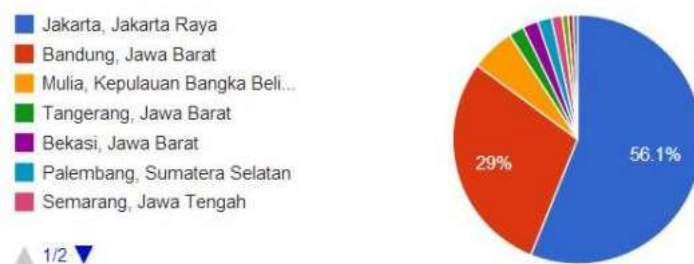 Jakarta, Jakarta Raya
Bandung, Jawa Barat
Mulia, Kepulauan Bangka Beli...
Tangerang, Jawa Barat
Bekasi, Jawa Barat
Palembang, Sumatera Selatan
Semarang, Jawa Tengah
1/2
56.1%
29%